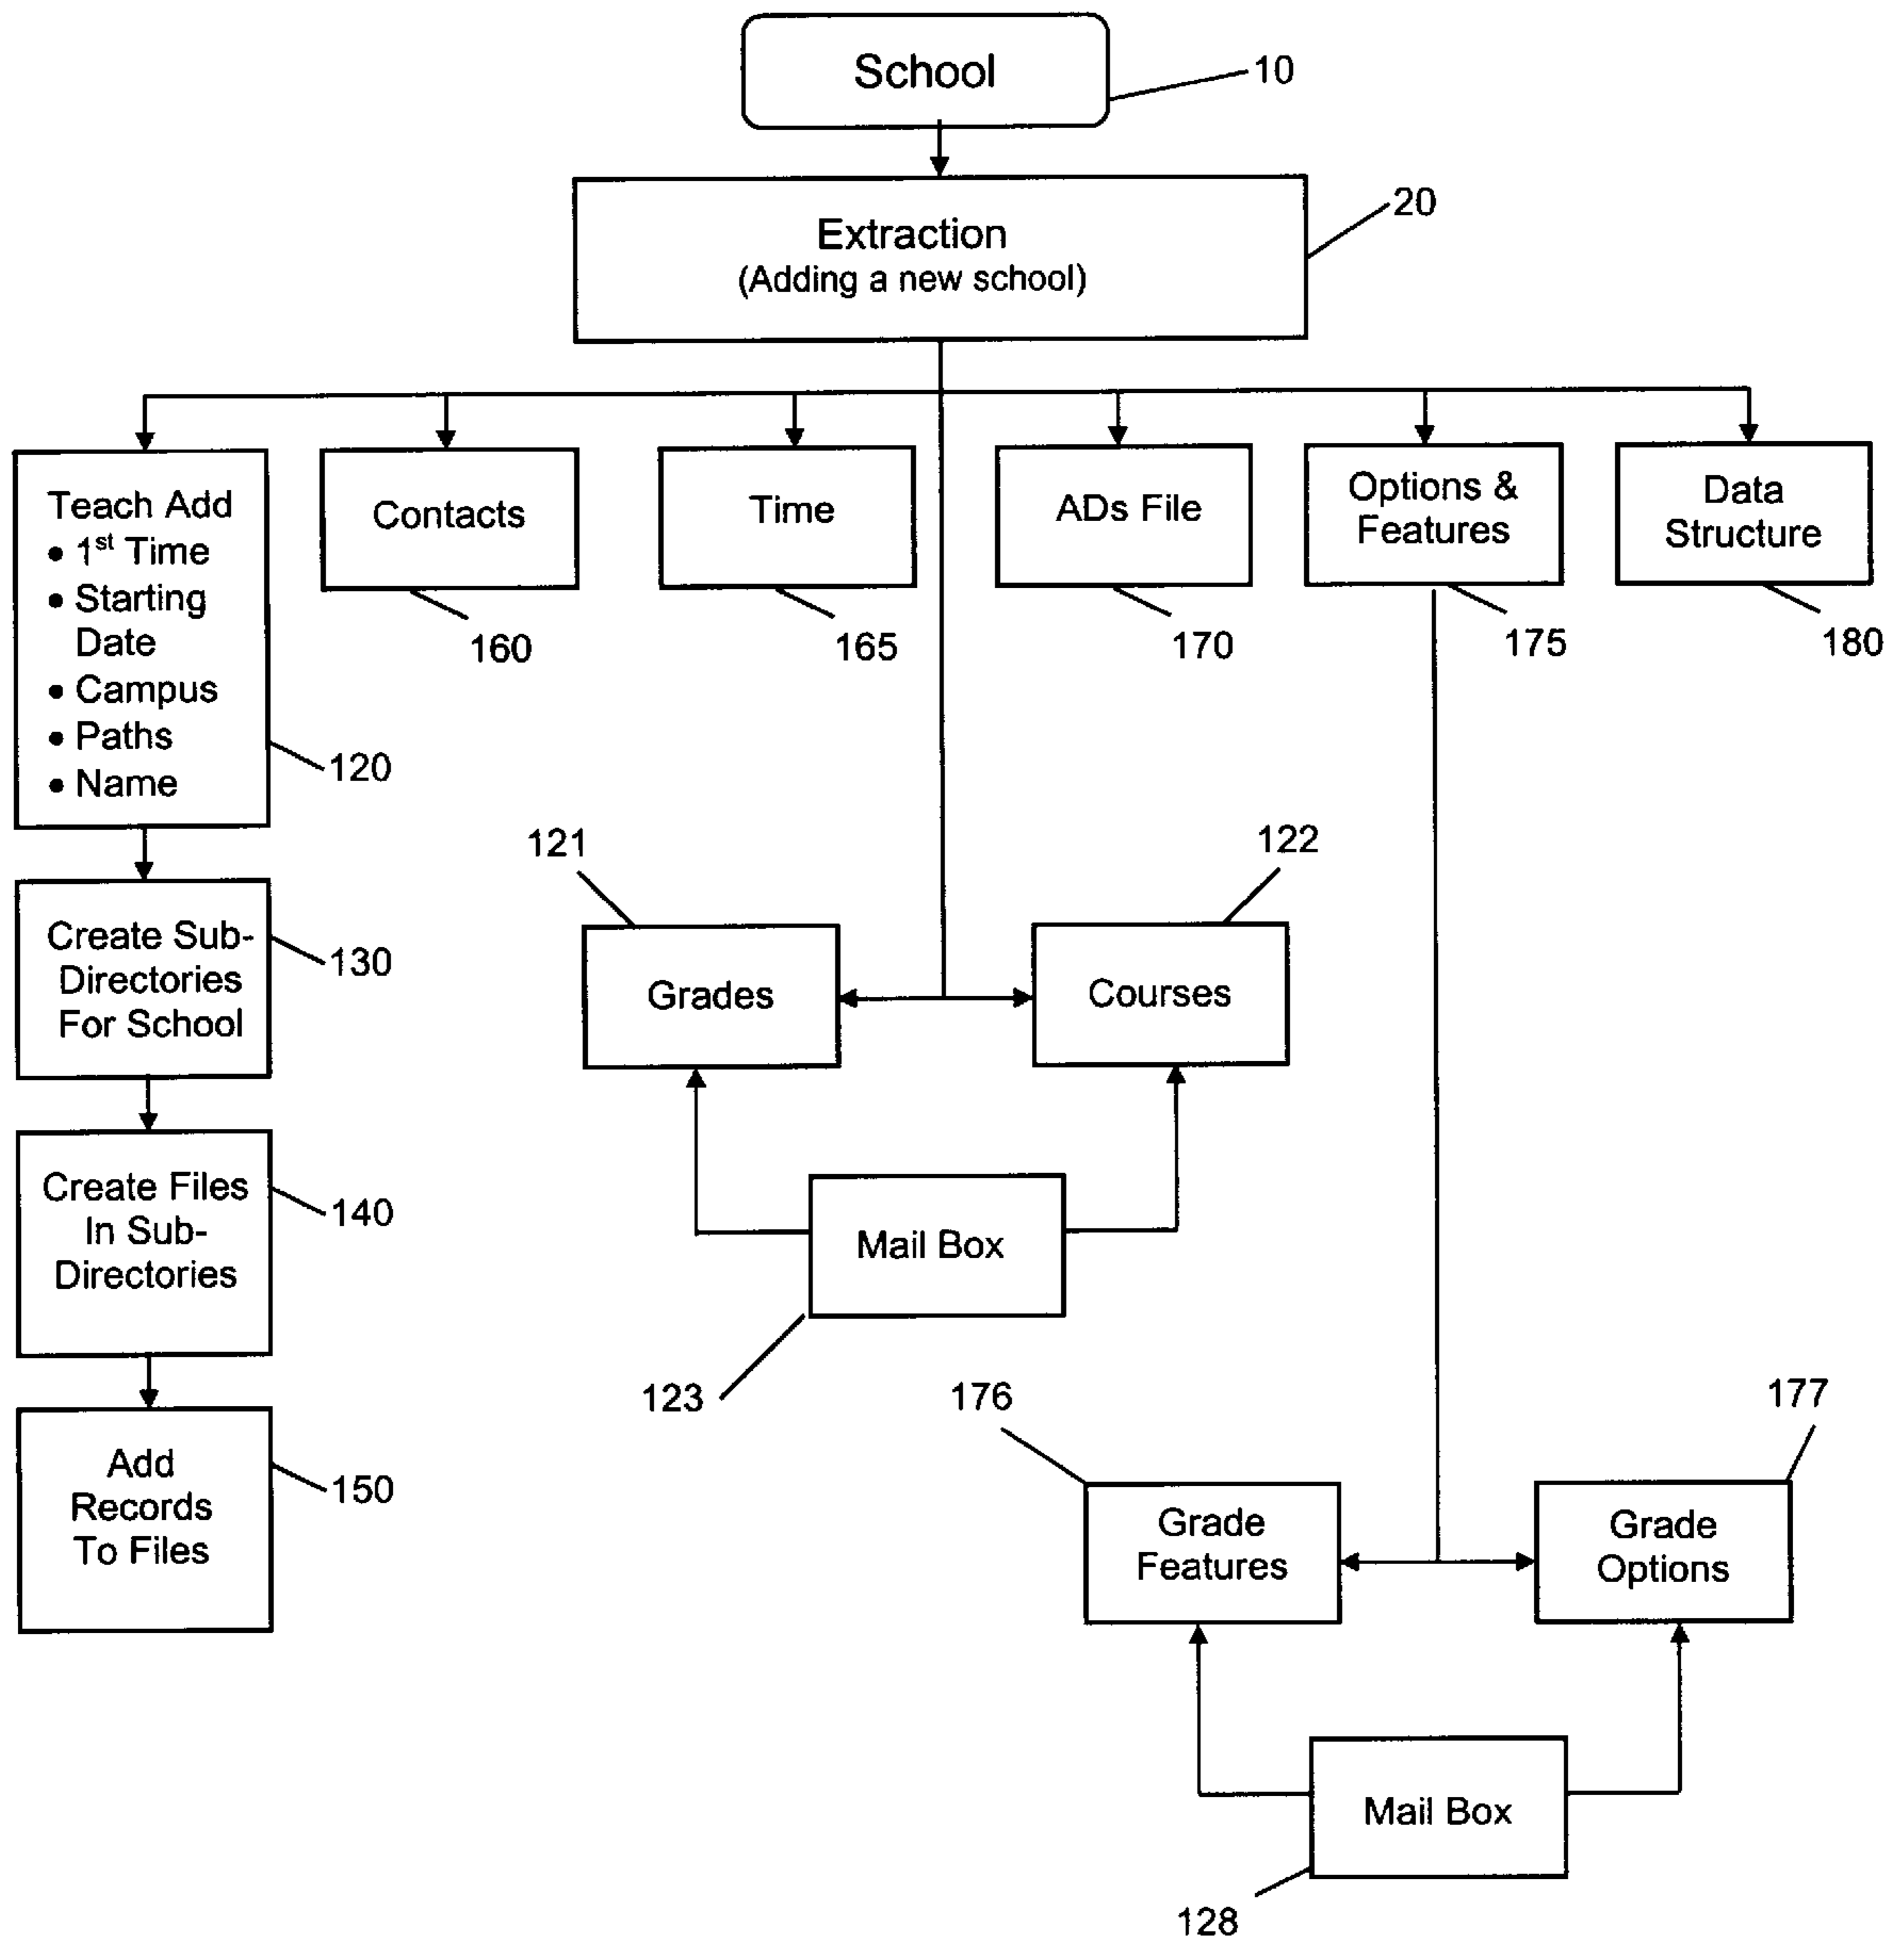 School
10
Extraction
(Adding a new school)
20
Teach Add
• 1st Time
• Starting
Date
• Campus
• Paths
• Name
120
Contacts
160
Time
165
ADs File
170
Options &
Features
175
Data
Structure
180
Create Sub-
Directories
For School
130
Create Files
In Sub-
Directories
140
Add
Records
To Files
150
121
Grades
122
Courses
Mail Box
123
176
Grade
Features
177
Grade
Options
Mail Box
128